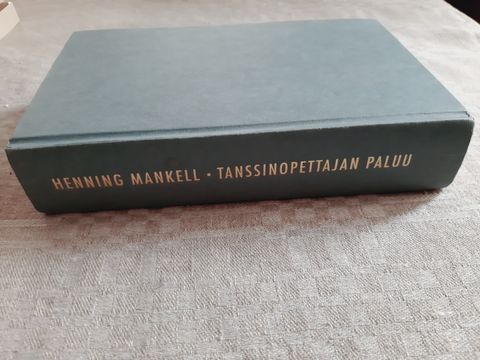 HENNING MANKELL • TANSSINOPETTAJAN PALUU